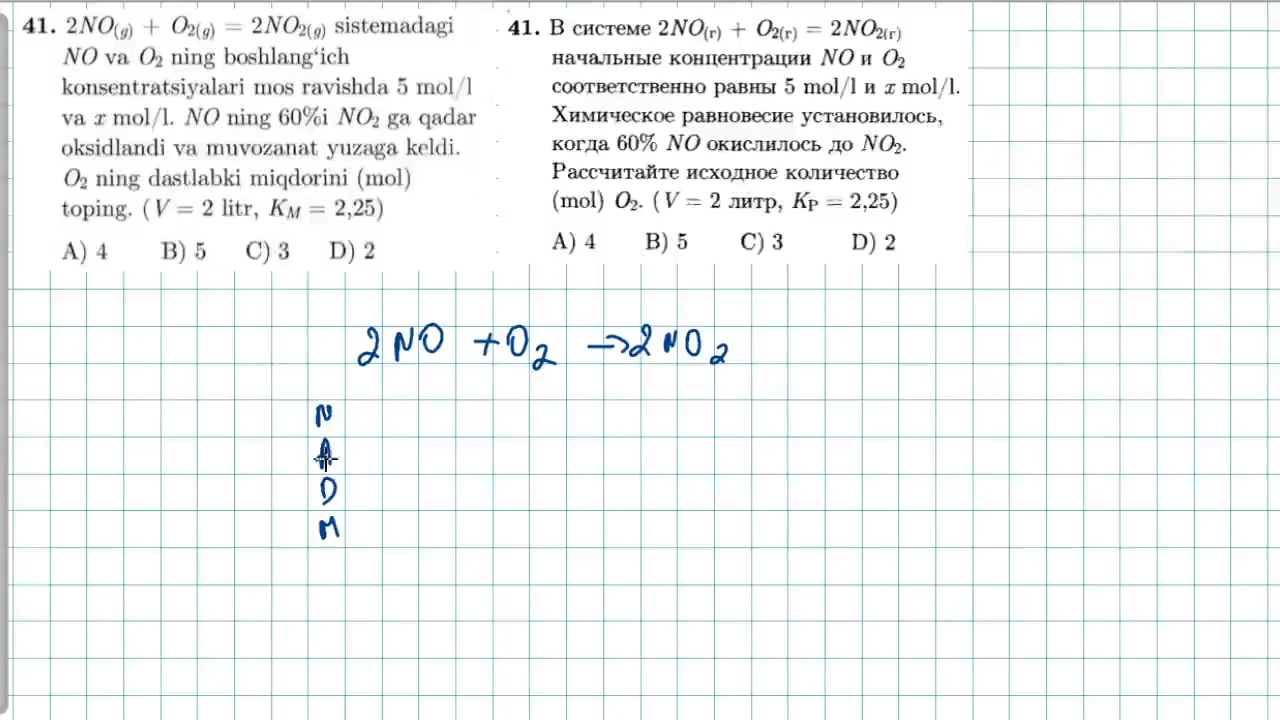 41. 2NO(g) + O2(g) = 2NO2(g) sistemadagi
NO va O2 ning boshlang‘ich
konsentratsiyalari mos ravishda 5 mol/l
va x mol/l. NO ning 60%i NO2 ga qadar
oksidlandi va muvozanat yuzaga keldi.
O2 ning dastlabki miqdorini (mol)
toping. (V = 2 litr, KM = 2,25)
A) 4 B) 5 C) 3 D) 2
41. В системе 2NO(г) + O2(г) = 2NO2(г)
начальные концентрации NO и O2
соответственно равны 5 mol/l и x mol/l.
Химическое равновесие установилось,
когда 60% NO окислилось до NO2.
Рассчитайте исходное количество
(mol) O2. (V = 2 литр, KР = 2,25)
A) 4 B) 5 C) 3 D) 2
2NO + O2 → 2NO2
N
A
D
M